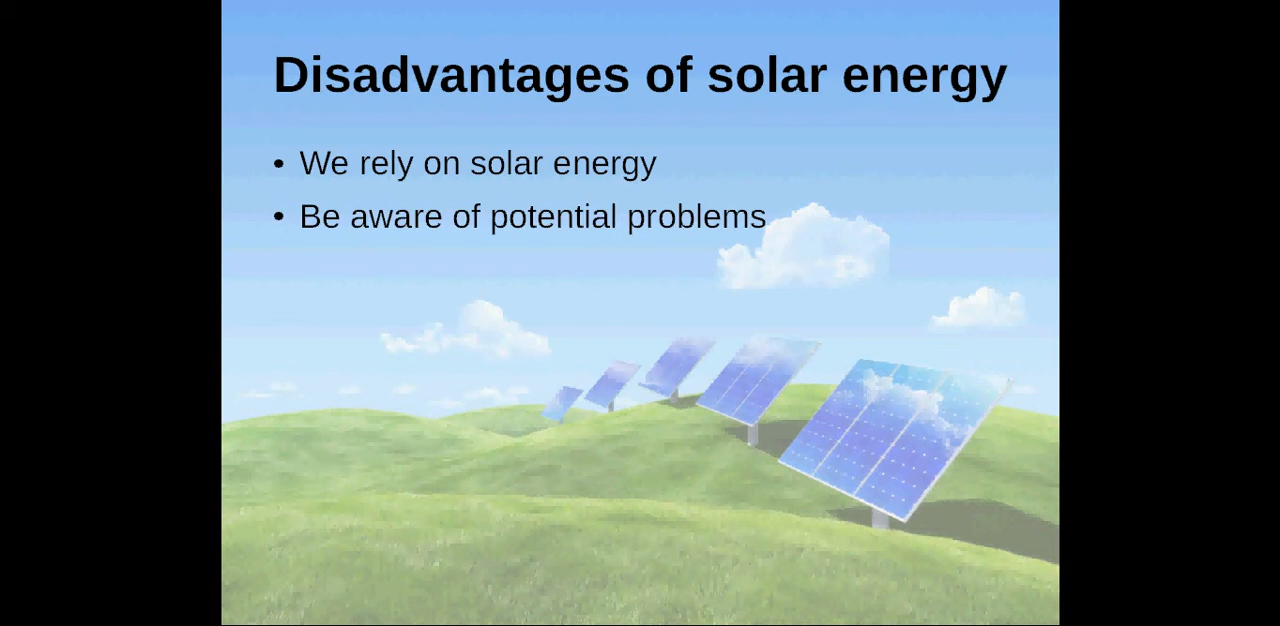 Disadvantages of solar energy
• We rely on solar energy
• Be aware of potential problems